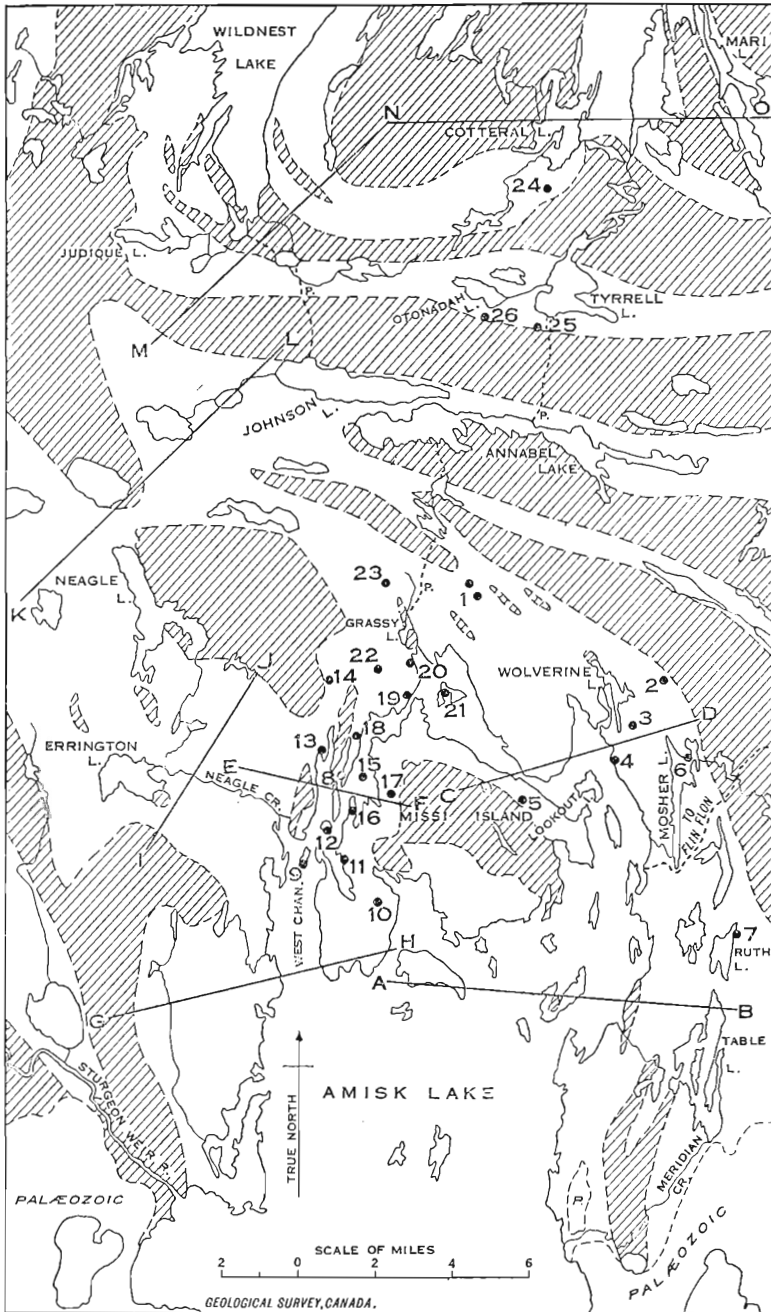 WILDNEST
LAKE
MARI
L.
N
O
COTTERAL L.
24
JUDIQUE L.
P.
OTONADAH L.
TYRRELL
L.
26
25
M
L
JOHNSON L.
P.
ANNABEL
LAKE
NEAGLE
L.
K
23
P.
1
GRASSY
L.
J
22
20
14
WOLVERINE
L.
2
19
21
3
18
D
13
ERRINGTON
L.
E
NEAGLE CR.
8
15
4
MOSHER L.
6
17
F
C
MISSI ISLAND
5
LOOKOUT
TO
FLIN FLON
16
12
9
11
I
WEST CHAN.
10
7
RUTH
L.
H
A
B
G
TABLE
L.
STURGEON WEIR R.
TRUE NORTH
AMISK LAKE
MERIDIAN
CR.
PALÆOZOIC
P.
PALÆOZOIC
SCALE OF MILES
2 0 2 4 6
GEOLOGICAL SURVEY, CANADA.